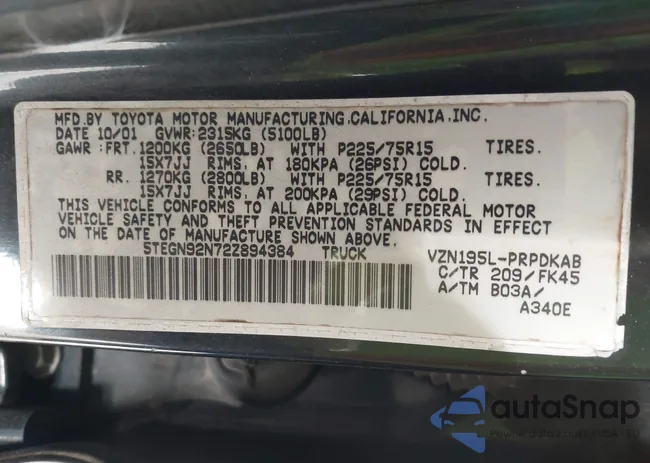 MFD.BY TOYOTA MOTOR MANUFACTURING,CALIFORNIA,INC.
DATE 10/01 GVWR:2315KG (5100LB)
GAWR:FRT.1200KG (2650LB) WITH P225/75R15 TIRES.
15X7JJ RIMS, AT 180KPA (26PSI) COLD.
RR. 1270KG (2800LB) WITH P225/75R15 TIRES.
15X7JJ RIMS, AT 200KPA (29PSI) COLD.
THIS VEHICLE CONFORMS TO ALL APPLICABLE FEDERAL MOTOR
VEHICLE SAFETY AND THEFT PREVENTION STANDARDS IN EFFECT
ON THE DATE OF MANUFACTURE SHOWN ABOVE.
5TEGN92N72Z894384 TRUCK VZN195L-PRPDKAB
C/TR 209/FK45
A/TM B03A/
A340E
autoSnap